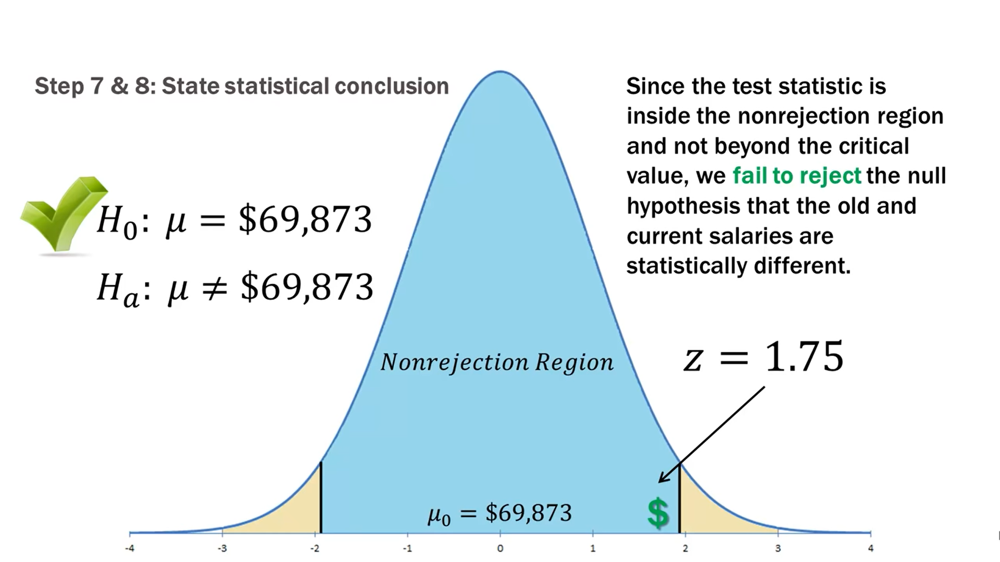 Step 7 & 8: State statistical conclusion
H₀: μ = $69,873
Hₐ: μ ≠ $69,873
Since the test statistic is
inside the nonrejection region
and not beyond the critical
value, we fail to reject the null
hypothesis that the old and
current salaries are
statistically different.
Nonrejection Region
z = 1.75
μ₀ = $69,873
$
-4 -3 -2 -1 0 1 2 3 4